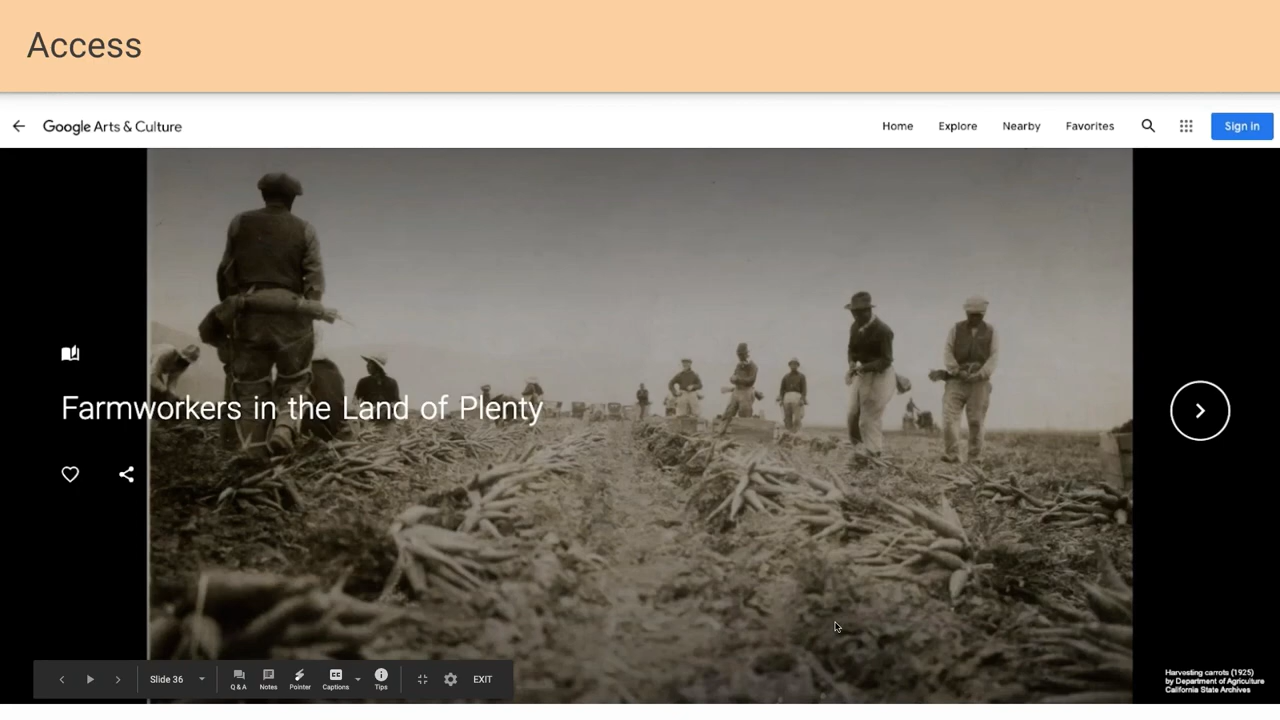 Access
Google Arts & Culture
Home Explore Nearby Favorites Sign in
Farmworkers in the Land of Plenty
Slide 36 Q&A Notes Pointer Captions Tips EXIT
Harvesting carrots (1925)
by Department of Agriculture
California State Archives